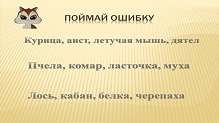 ПОЙМАЙ ОШИБКУ
Курица, аист, летучая мышь, дятел
Пчела, комар, ласточка, муха
Лось, кабан, белка, черепаха